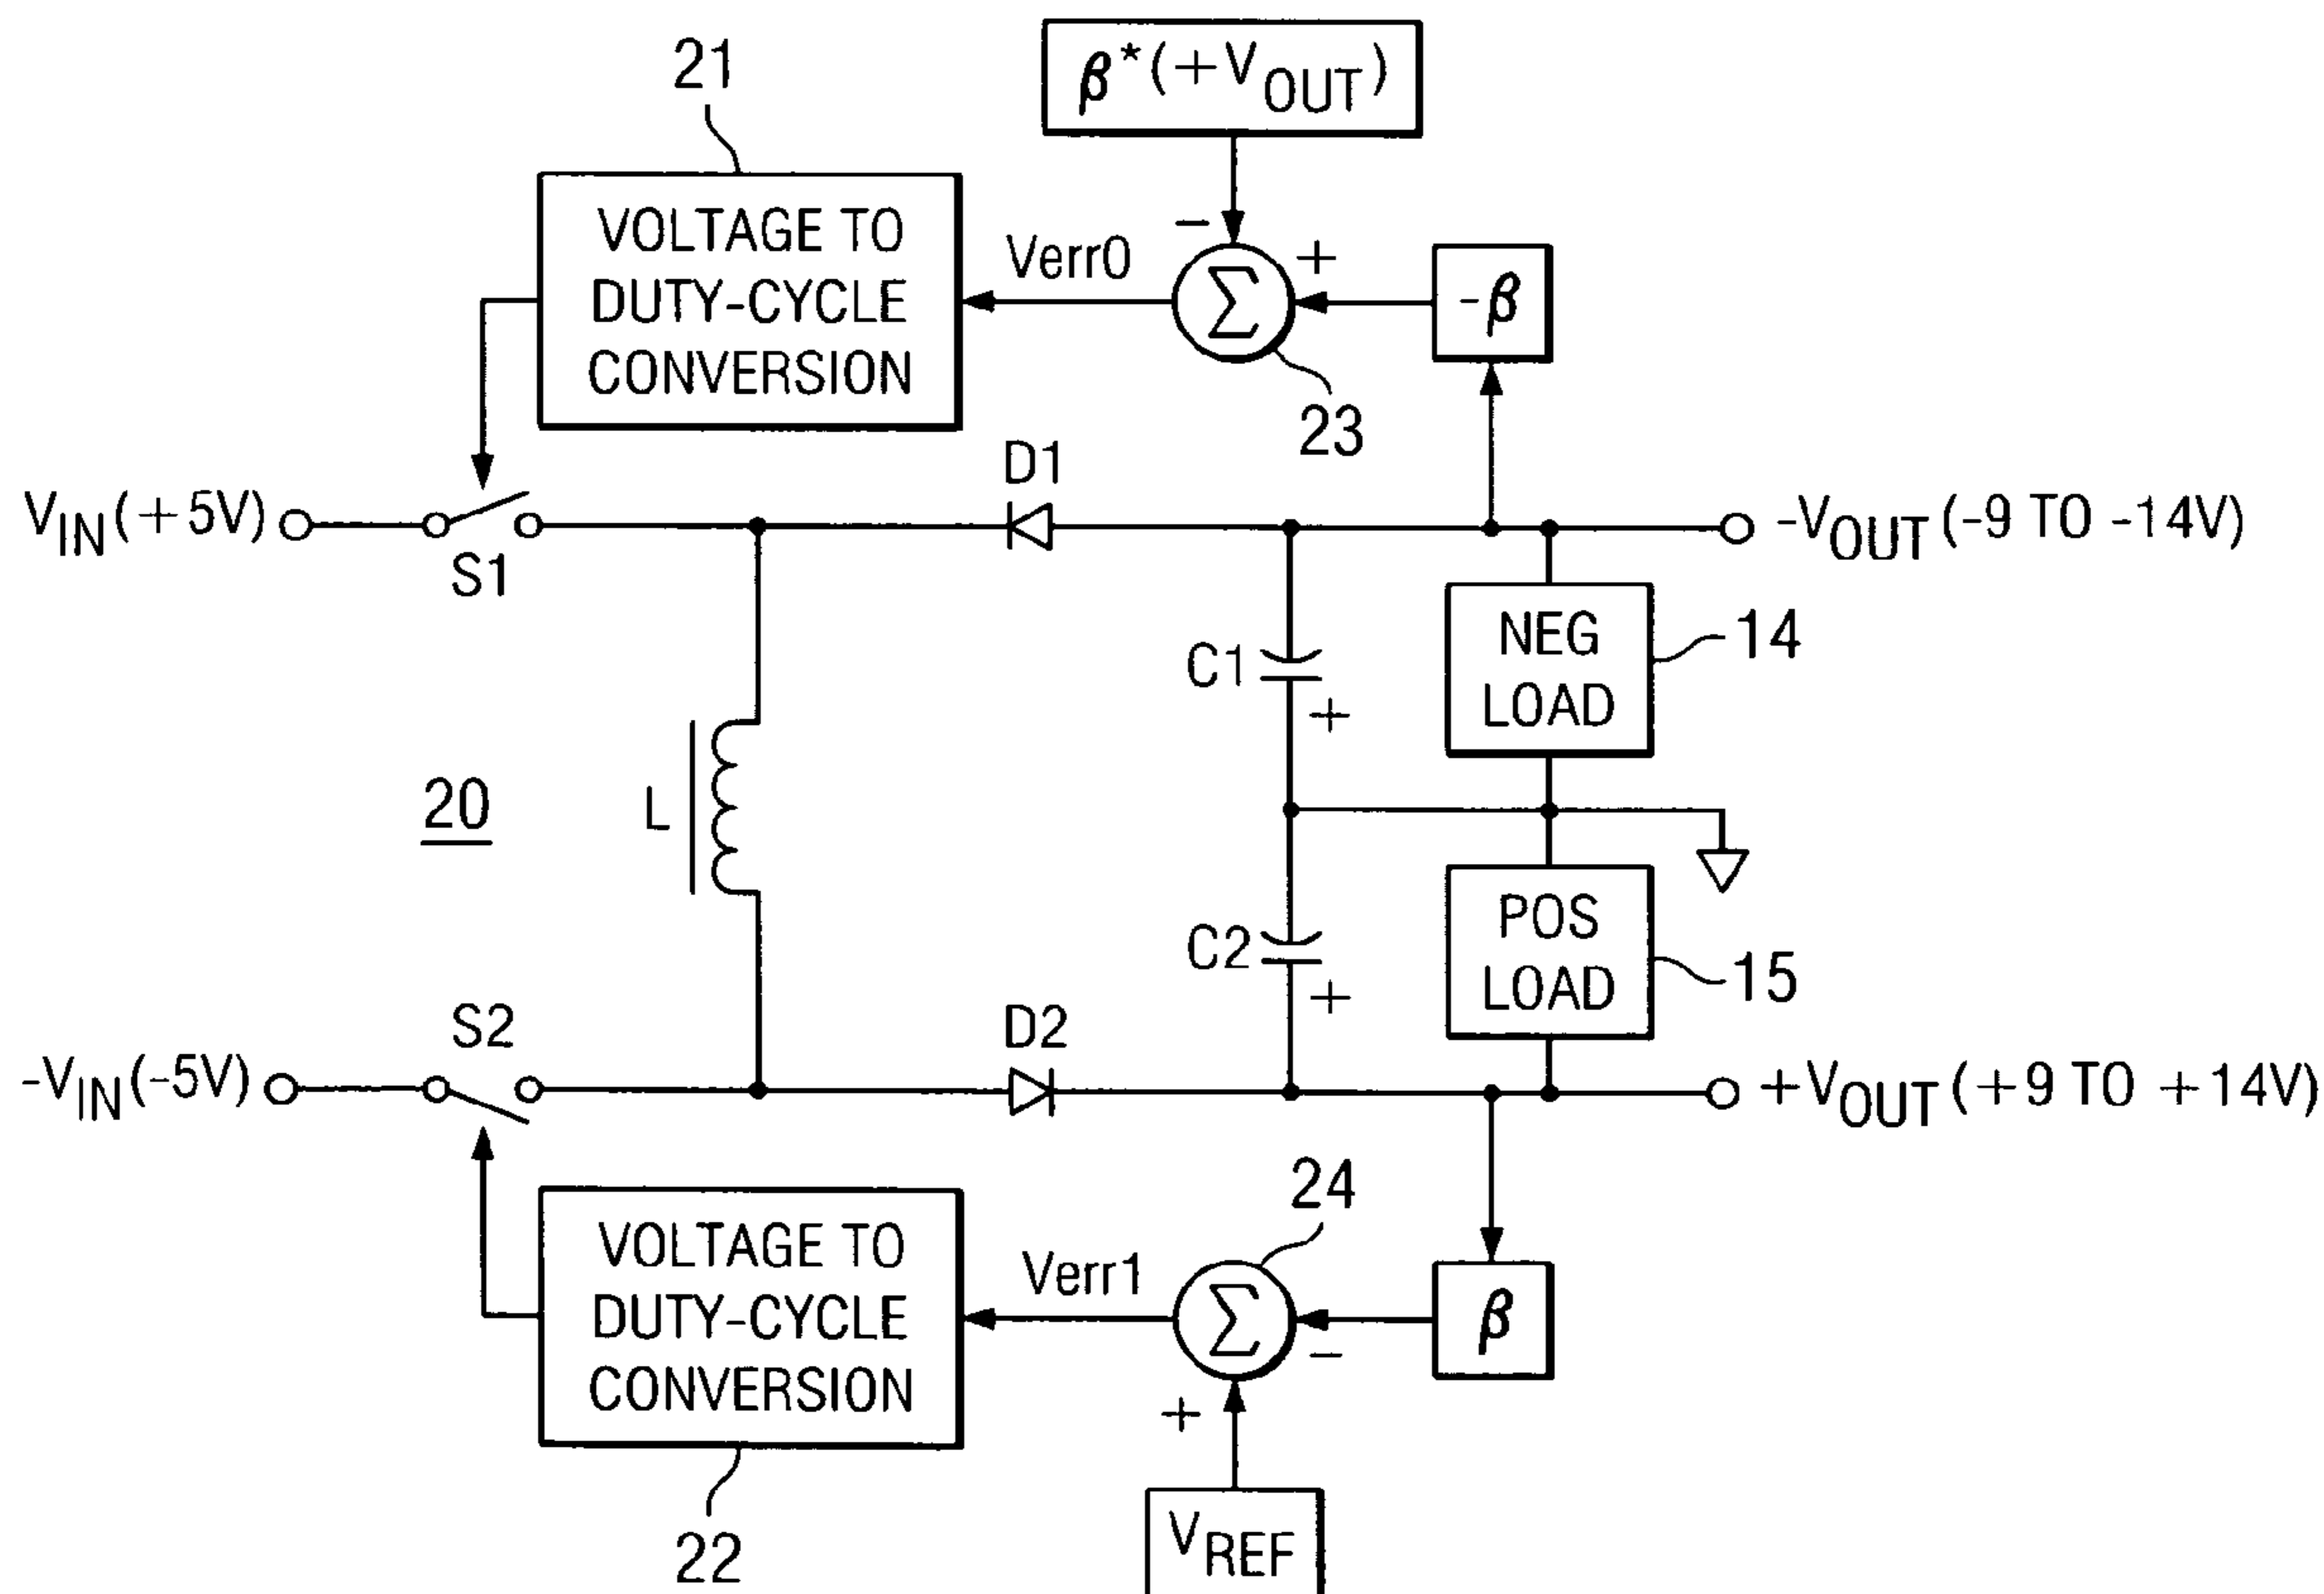 β*(+VOUT)
21
VOLTAGE TO
DUTY-CYCLE
CONVERSION
Verr0
−
Σ
+
-β
23
D1
VIN(+5V)
S1
-VOUT(-9 TO -14V)
NEG
LOAD
14
C1
+
20
L
POS
LOAD
15
C2
+
S2
D2
-VIN(-5V)
+VOUT(+9 TO +14V)
24
VOLTAGE TO
DUTY-CYCLE
CONVERSION
Verr1
Σ
−
β
+
22
VREF